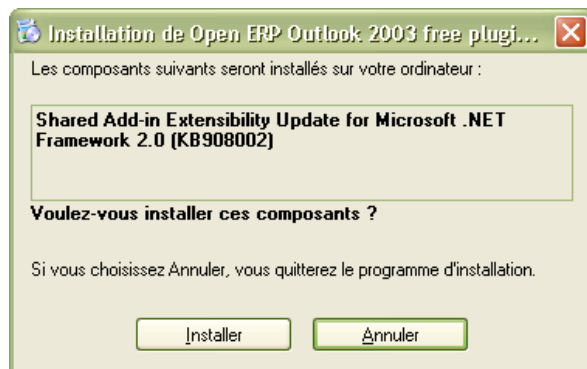 Installation de Open ERP Outlook 2003 free plugi...
Les composants suivants seront installés sur votre ordinateur :
Shared Add-in Extensibility Update for Microsoft .NET
Framework 2.0 (KB908002)
Voulez-vous installer ces composants ?
Si vous choisissez Annuler, vous quitterez le programme d'installation.
Installer
Annuler